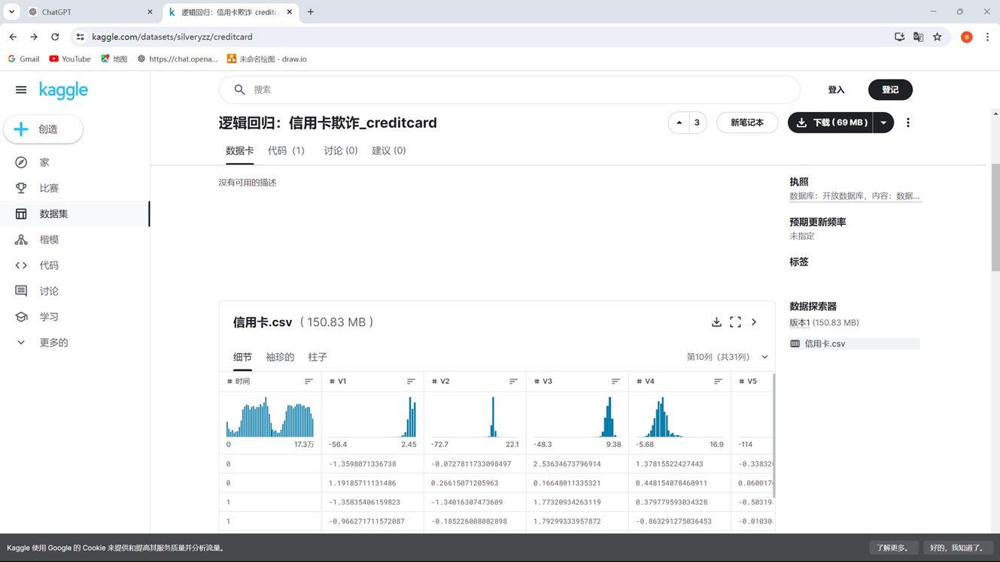 ChatGPT
逻辑回归：信用卡欺诈 creditc
kaggle.com/datasets/silveryzz/creditcard
Gmail
YouTube
地图
https://chat.opena...
未命名绘图 - draw.io
kaggle
搜索
登入
登记
创造
逻辑回归：信用卡欺诈_creditcard
3
新笔记本
下载 ( 69 MB )
数据卡
代码（1）
讨论 (0)
建议 (0)
家
比赛
数据集
楷模
代码
讨论
学习
更多的
没有可用的描述
执照
数据库：开放数据库，内容：数据...
预期更新频率
未指定
标签
数据探索器
版本1 (150.83 MB)
信用卡.csv
信用卡.csv （ 150.83 MB ）
细节
袖珍的
柱子
第10列（共31列）
# 时间
# V1
# V2
# V3
# V4
# V5
0 17.3万
-56.4 2.45
-72.7 22.1
-48.3 9.38
-5.68 16.9
-114
0 -1.3598071336738 -0.0727811733098497 2.53634673796914 1.37815522427443 -0.33832
0 1.19185711131486 0.26615071205963 0.16648011335321 0.448154078460911 0.060017
1 -1.35835406159823 -1.34016307473609 1.77320934263119 0.379779593034328 -0.50319
1 -0.966271711572087 -0.185226008082898 1.79299333957872 -0.863291275036453 -0.01030
Kaggle 使用 Google 的 Cookie 来提供和提高其服务质量并分析流量。
了解更多。
好的，我知道了。